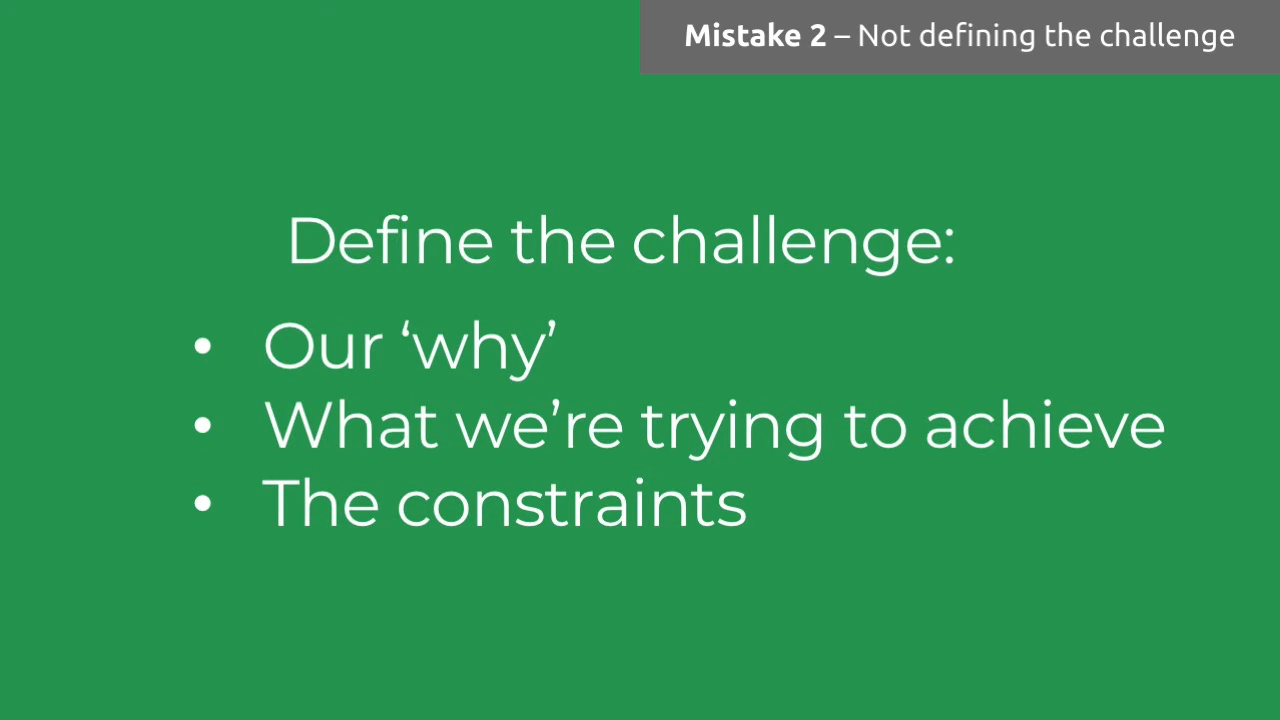 Mistake 2 – Not defining the challenge
Define the challenge:
• Our ‘why’
• What we’re trying to achieve
• The constraints